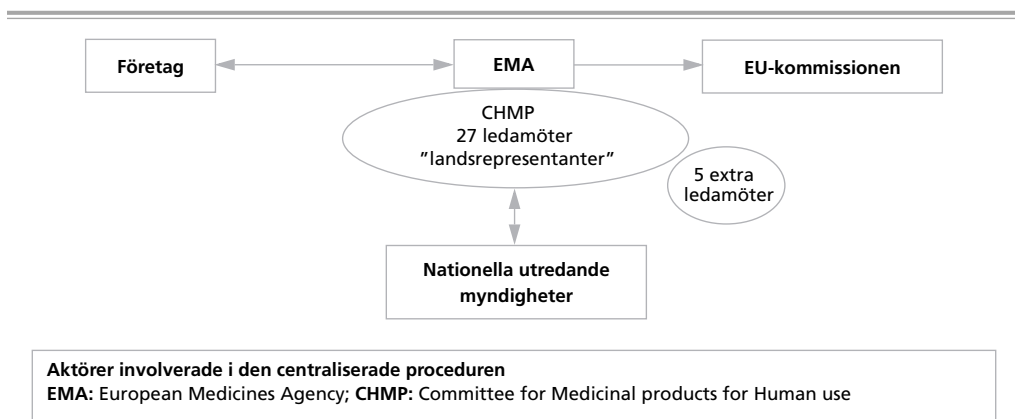 Företag
EMA
EU-kommissionen
CHMP
27 ledamöter
”landsrepresentanter”
5 extra
ledamöter
Nationella utredande
myndigheter
Aktörer involverade i den centraliserade proceduren
EMA: European Medicines Agency; CHMP: Committee for Medicinal products for Human use